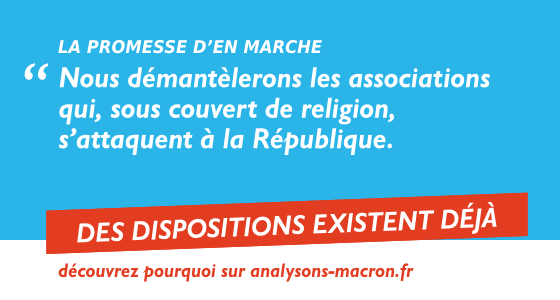 LA PROMESSE D’EN MARCHE
“ Nous démantèlerons les associations
qui, sous couvert de religion,
s’attaquent à la République.
DES DISPOSITIONS EXISTENT DÉJÀ
découvrez pourquoi sur analysons-macron.fr